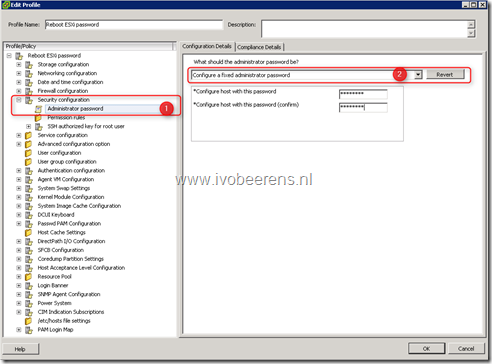 Edit Profile
Profile Name: Reboot ESXi password
Description:
Profile/Policy
Reboot ESXi password
Storage configuration
Networking configuration
Date and time configuration
Firewall configuration
Security configuration
Administrator password
1
Permission rules
SSH authorized key for root user
Service configuration
Advanced configuration option
User configuration
User group configuration
Authentication configuration
Agent VM Configuration
System Swap Settings
Kernel Module Configuration
System Image Cache Configuration
DCUI Keyboard
Passwd PAM Configuration
Host Cache Settings
DirectPath I/O Configuration
SFCB Configuration
Coredump Partition Settings
Host Acceptance Level Configuration
Resource Pool
Login Banner
SNMP Agent Configuration
Power System
CIM Indication Subscriptions
/etc/hosts file settings
PAM Login Map
Configuration Details
Compliance Details
What should the administrator password be?
Configure a fixed administrator password
2
Revert
*Configure host with this password ********
*Configure host with this password (confirm) ********
www.ivobeerens.nl
Help
OK
Cancel